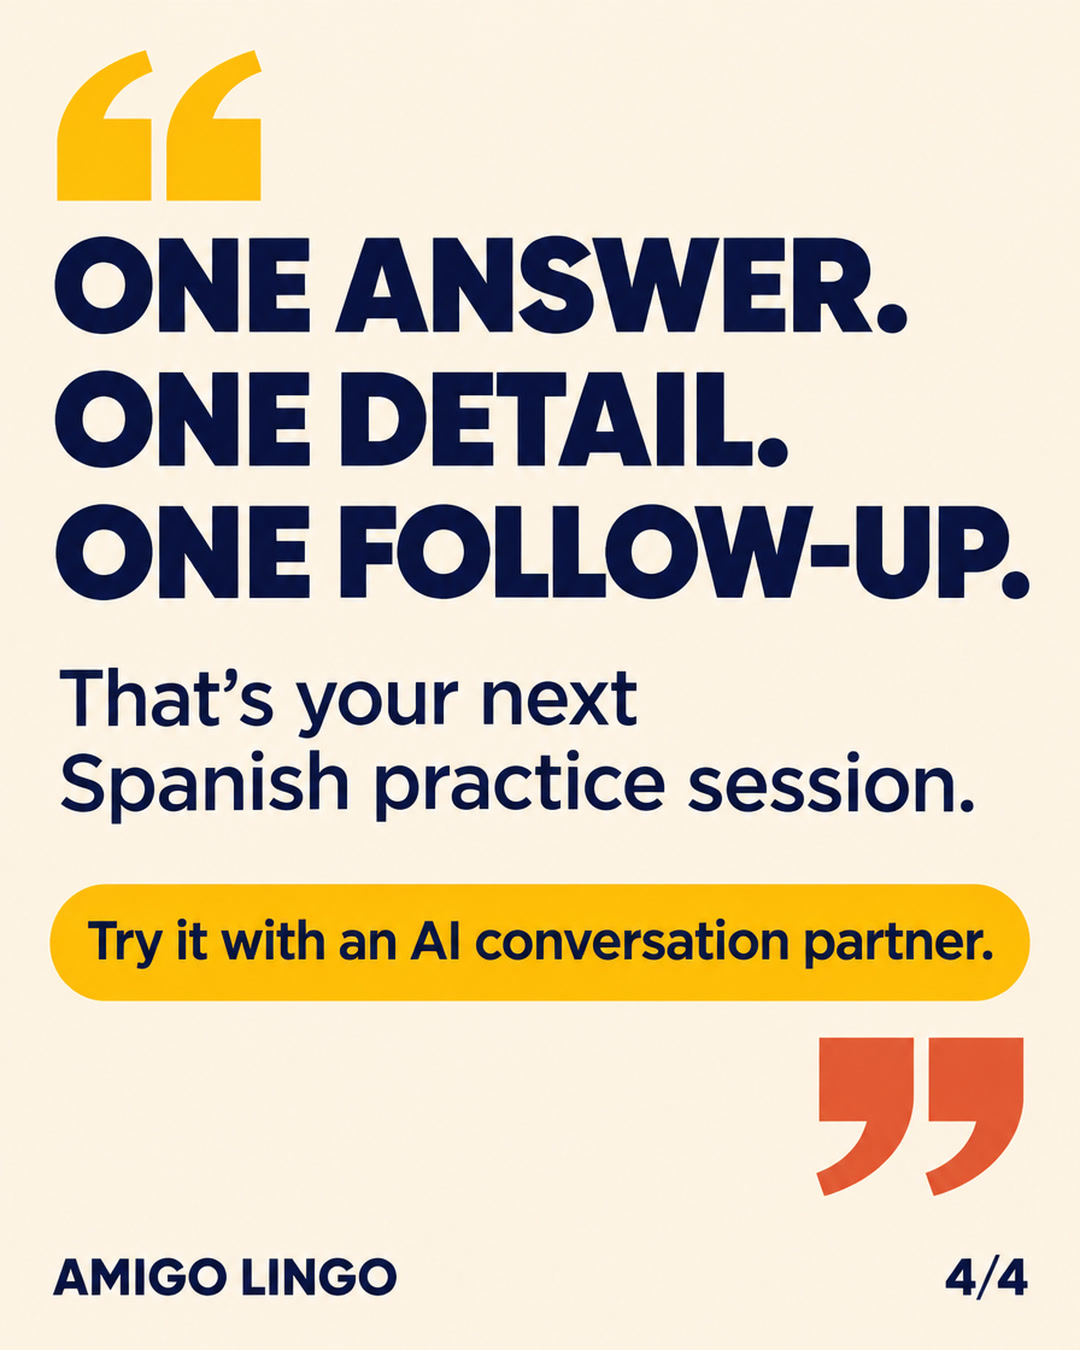 ONE ANSWER.
ONE DETAIL.
ONE FOLLOW-UP.
That’s your next
Spanish practice session.
Try it with an AI conversation partner.
AMIGO LINGO
4/4